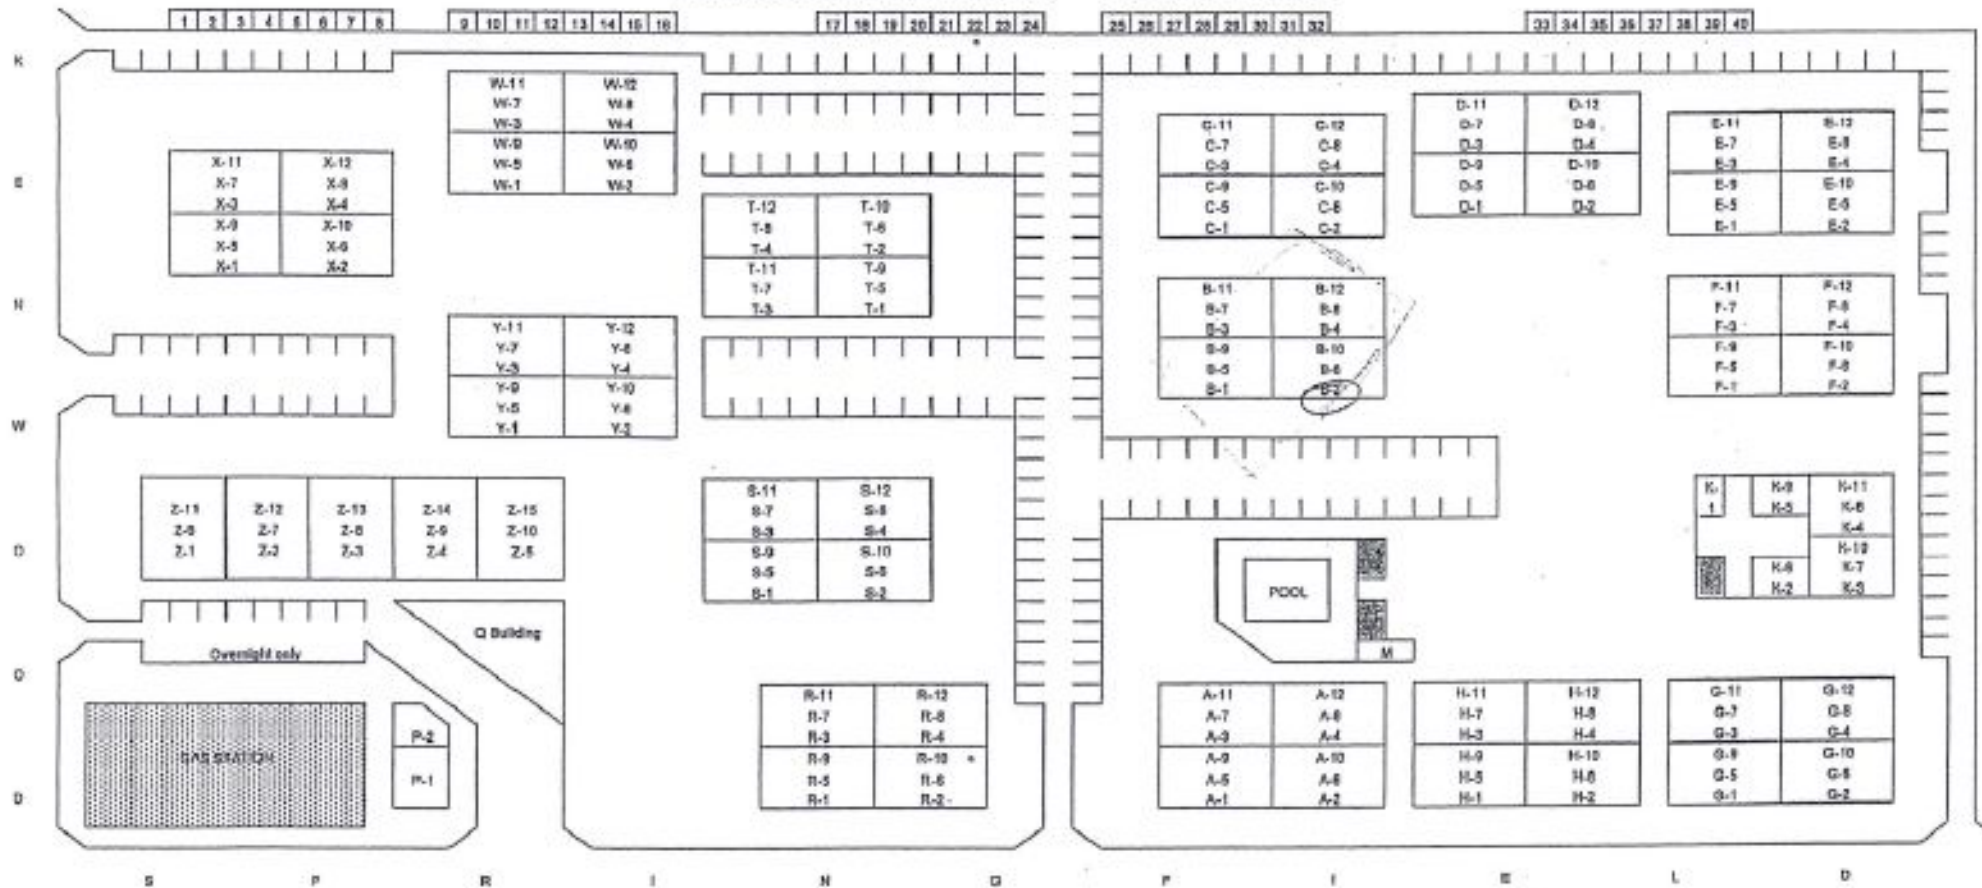 1 2 3 4 5 6 7 8
9 10 11 12 13 14 15 16
17 18 19 20 21 22 23 24
25 26 27 28 29 30 31 32
33 34 35 36 37 38 39 40
K E N W O O D
X-11 X-12
X-7 X-8
X-3 X-4
X-9 X-10
X-5 X-6
X-1 X-2
W-11 W-12
W-7 W-8
W-3 W-4
W-9 W-10
W-5 W-6
W-1 W-2
T-12 T-10
T-8 T-6
T-4 T-2
T-11 T-9
T-7 T-5
T-3 T-1
Y-11 Y-12
Y-7 Y-8
Y-3 Y-4
Y-9 Y-10
Y-5 Y-6
Y-1 Y-2
C-11 C-12
C-7 C-8
C-3 C-4
C-9 C-10
C-5 C-6
C-1 C-2
D-11 D-12
D-7 D-8
D-3 D-4
D-9 D-10
D-5 D-6
D-1 D-2
E-11 E-12
E-7 E-8
E-3 E-4
E-9 E-10
E-5 E-6
E-1 E-2
B-11 B-12
B-7 B-8
B-3 B-4
B-9 B-10
B-5 B-6
B-1 B-2
F-11 F-12
F-7 F-8
F-3 F-4
F-9 F-10
F-5 F-6
F-1 F-2
Z-11 Z-12 Z-13 Z-14 Z-15
Z-6 Z-7 Z-8 Z-9 Z-10
Z-1 Z-2 Z-3 Z-4 Z-5
S-11 S-12
S-7 S-8
S-3 S-4
S-9 S-10
S-5 S-6
S-1 S-2
K-1 K-9 K-11
K-5 K-8
K-4
K-10
K-6 K-7
K-2 K-3
POOL
M
Q Building
Overnight only
GAS STATION
P-2
P-1
R-11 R-12
R-7 R-8
R-3 R-4
R-9 R-10
R-5 R-6
R-1 R-2
A-11 A-12
A-7 A-8
A-3 A-4
A-9 A-10
A-5 A-6
A-1 A-2
H-11 H-12
H-7 H-8
H-3 H-4
H-9 H-10
H-5 H-6
H-1 H-2
G-11 G-12
G-7 G-8
G-3 G-4
G-9 G-10
G-5 G-6
G-1 G-2
S P R I N G F I E L D